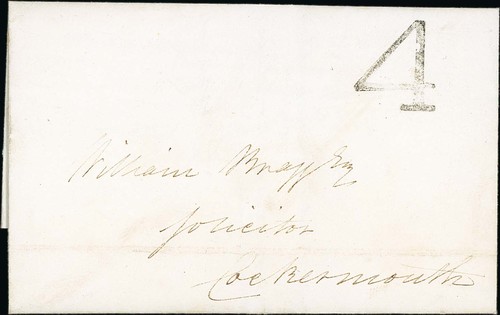 4
William Bragg Esq
Solicitor
Cockermouth